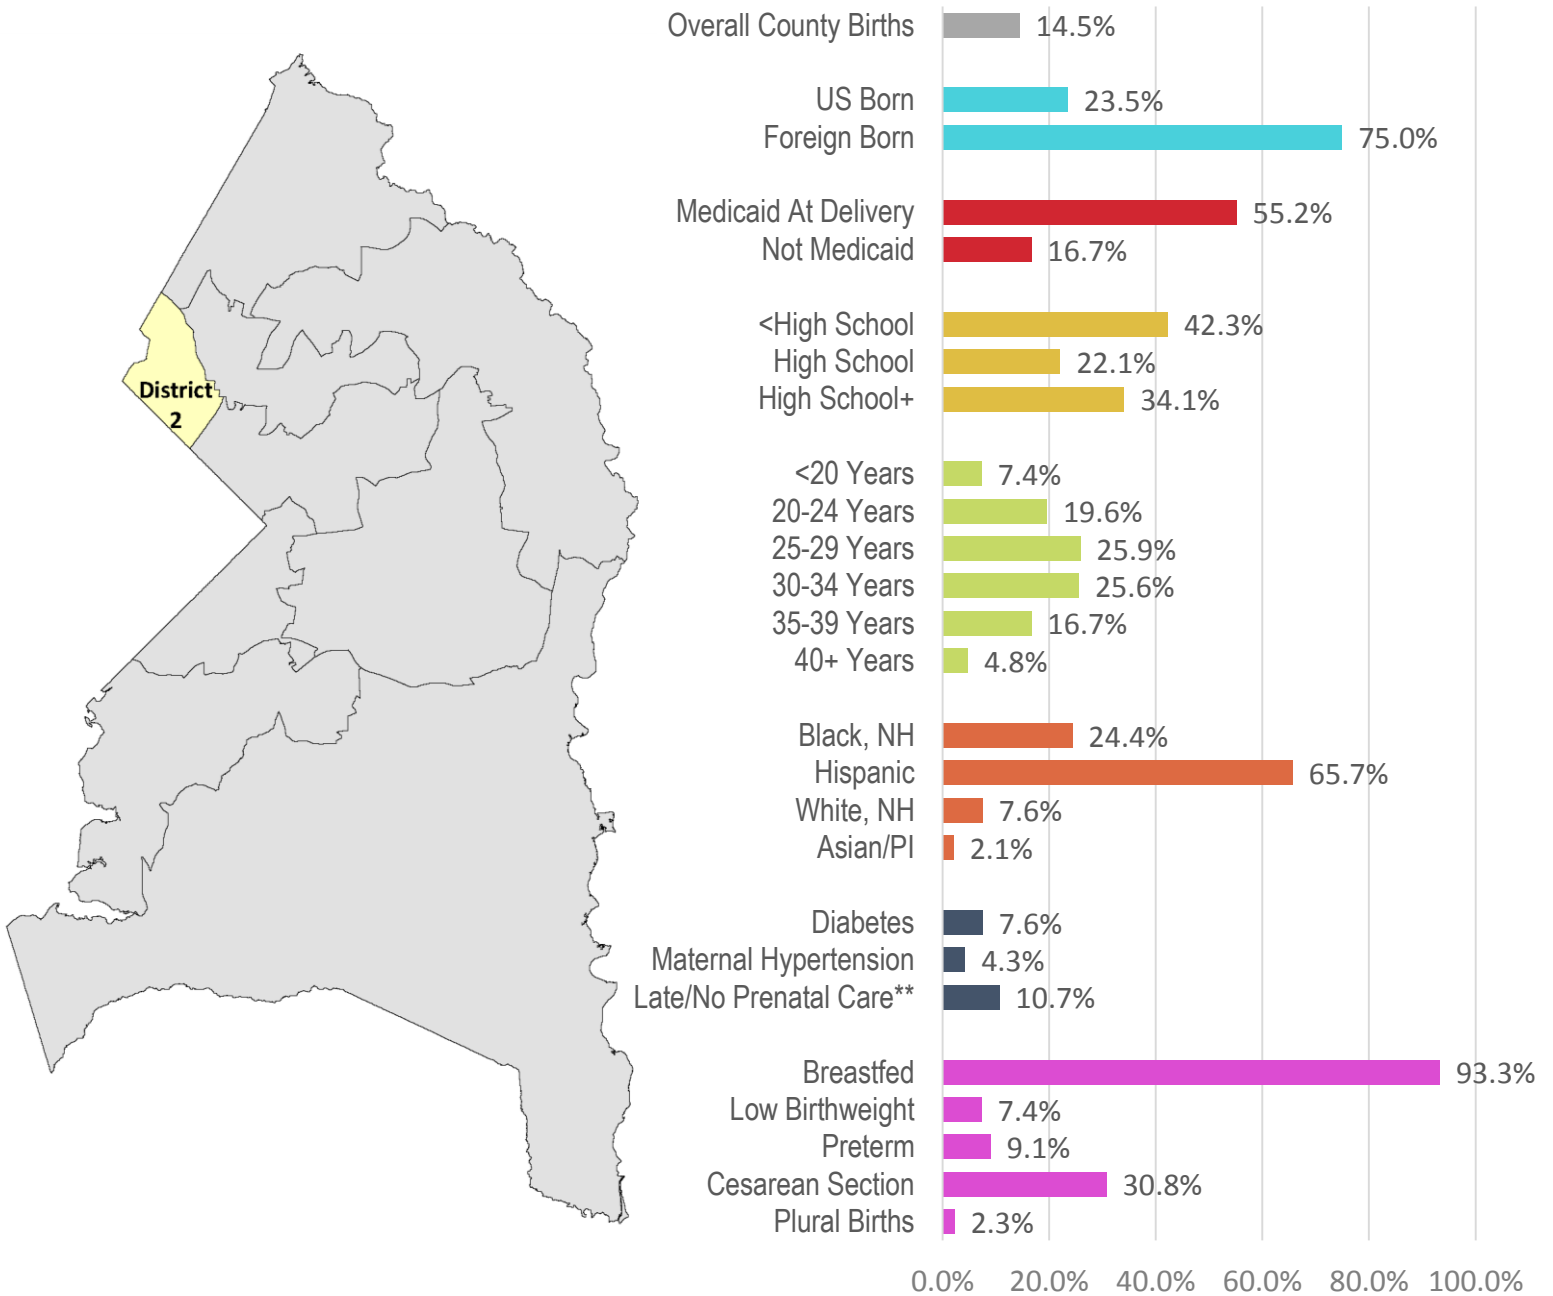 District
2
Overall County Births 14.5%
US Born 23.5%
Foreign Born 75.0%
Medicaid At Delivery 55.2%
Not Medicaid 16.7%
<High School 42.3%
High School 22.1%
High School+ 34.1%
<20 Years 7.4%
20-24 Years 19.6%
25-29 Years 25.9%
30-34 Years 25.6%
35-39 Years 16.7%
40+ Years 4.8%
Black, NH 24.4%
Hispanic 65.7%
White, NH 7.6%
Asian/PI 2.1%
Diabetes 7.6%
Maternal Hypertension 4.3%
Late/No Prenatal Care** 10.7%
Breastfed 93.3%
Low Birthweight 7.4%
Preterm 9.1%
Cesarean Section 30.8%
Plural Births 2.3%
0.0% 20.0% 40.0% 60.0% 80.0% 100.0%